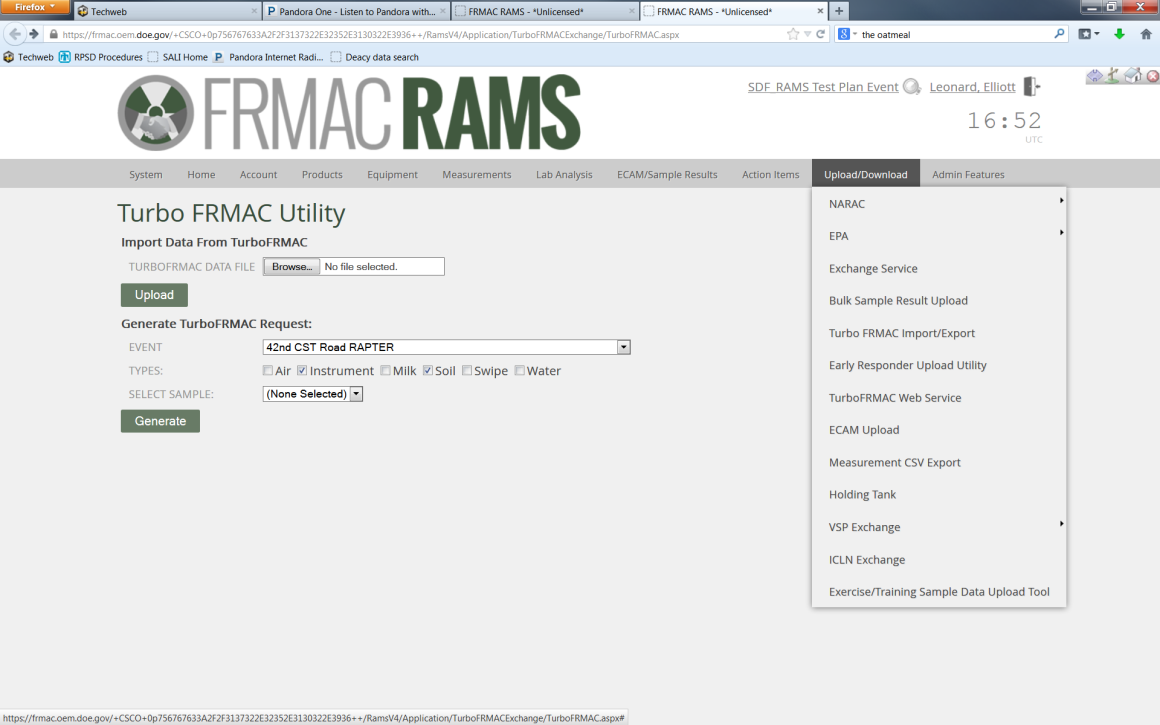 Firefox
Techweb
Pandora One - Listen to Pandora with...
FRMAC RAMS - *Unlicensed*
FRMAC RAMS - *Unlicensed*
https://frmac.oem.doe.gov/+CSCO+0p756767633A2F2F3137322E32352E3130322E3936++/RamsV4/Application/TurboFRMACExchange/TurboFRMAC.aspx
the oatmeal
Techweb
RPSD Procedures
SALI Home
Pandora Internet Radi...
Deacy data search
FRMAC RAMS
SDF_RAMS Test Plan Event
Leonard, Elliott
16:52
UTC
System
Home
Account
Products
Equipment
Measurements
Lab Analysis
ECAM/Sample Results
Action Items
Upload/Download
Admin Features
Turbo FRMAC Utility
Import Data From TurboFRMAC
TURBOFRMAC DATA FILE
Browse...
No file selected.
Upload
Generate TurboFRMAC Request:
EVENT
42nd CST Road RAPTER
TYPES:
Air
Instrument
Milk
Soil
Swipe
Water
SELECT SAMPLE:
(None Selected)
Generate
NARAC
EPA
Exchange Service
Bulk Sample Result Upload
Turbo FRMAC Import/Export
Early Responder Upload Utility
TurboFRMAC Web Service
ECAM Upload
Measurement CSV Export
Holding Tank
VSP Exchange
ICLN Exchange
Exercise/Training Sample Data Upload Tool
https://frmac.oem.doe.gov/+CSCO+0p756767633A2F2F3137322E32352E3130322E3936++/RamsV4/Application/TurboFRMACExchange/TurboFRMAC.aspx#